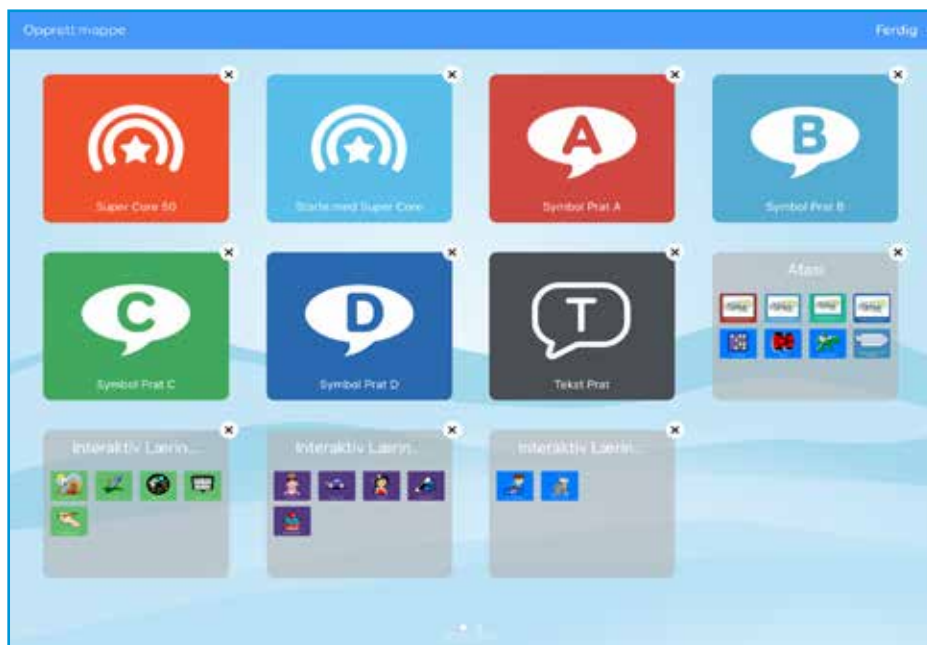 Opprett mappe
Ferdig
Super Core 50
Starte med Super Core
A
Symbol Prat A
B
Symbol Prat B
C
Symbol Prat C
D
Symbol Prat D
T
Tekst Prat
Afasi
Interaktiv Lærin...
Interaktiv Lærin...
Interaktiv Lærin...